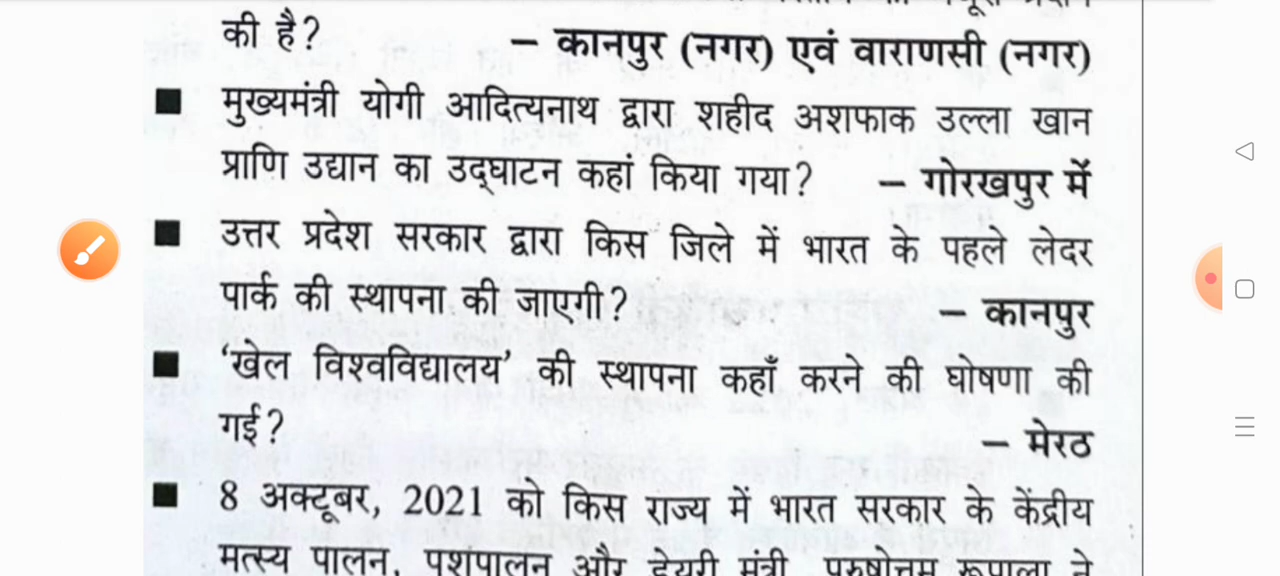 की है? – कानपुर (नगर) एवं वाराणसी (नगर)
■ मुख्यमंत्री योगी आदित्यनाथ द्वारा शहीद अशफाक उल्ला खान
प्राणि उद्यान का उद्‌घाटन कहां किया गया? – गोरखपुर में
■ उत्तर प्रदेश सरकार द्वारा किस जिले में भारत के पहले लेदर
पार्क की स्थापना की जाएगी? – कानपुर
■ 'खेल विश्वविद्यालय' की स्थापना कहाँ करने की घोषणा की
गई? – मेरठ
■ 8 अक्टूबर, 2021 को किस राज्य में भारत सरकार के केंद्रीय
मत्स्य पालन, पशुपालन और डेयरी मंत्री पुरुषोत्तम रूपाला ने